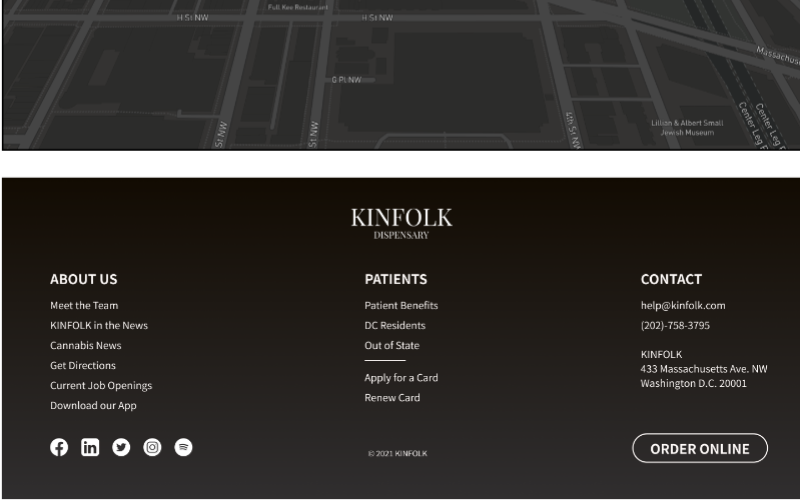 Full Kee Restaurant
H St NW
H St NW
G Pl NW
Massachus
St NW
St NW
4th St NW
Lillian & Albert Small
Jewish Museum
Center Leg F
Center Leg F
KINFOLK
DISPENSARY
ABOUT US
Meet the Team
KINFOLK in the News
Cannabis News
Get Directions
Current Job Openings
Download our App
PATIENTS
Patient Benefits
DC Residents
Out of State
Apply for a Card
Renew Card
CONTACT
help@kinfolk.com
(202)-758-3795
KINFOLK
433 Massachusetts Ave. NW
Washington D.C. 20001
© 2021 KINFOLK
ORDER ONLINE